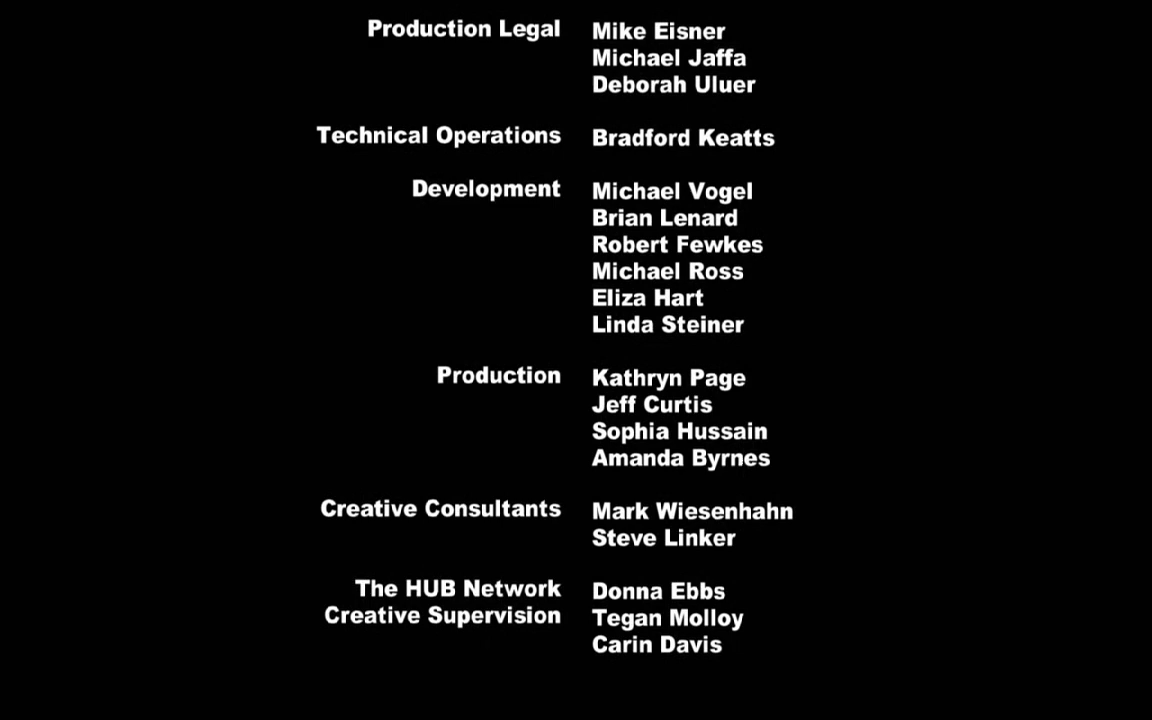 Production Legal Mike Eisner
Michael Jaffa
Deborah Uluer
Technical Operations Bradford Keatts
Development Michael Vogel
Brian Lenard
Robert Fewkes
Michael Ross
Eliza Hart
Linda Steiner
Production Kathryn Page
Jeff Curtis
Sophia Hussain
Amanda Byrnes
Creative Consultants Mark Wiesenhahn
Steve Linker
The HUB Network Donna Ebbs
Creative Supervision Tegan Molloy
Carin Davis